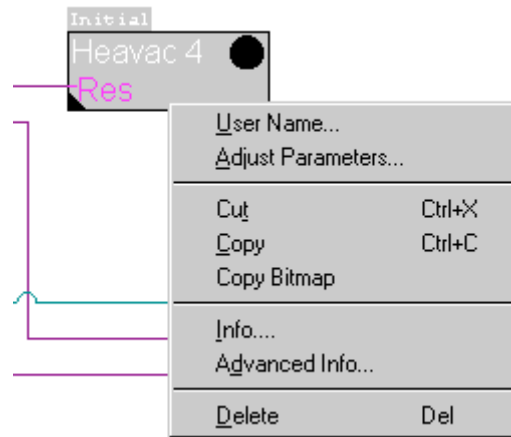 Initial
Heavac 4
Res
User Name...
Adjust Parameters...
Cut Ctrl+X
Copy Ctrl+C
Copy Bitmap
Info....
Advanced Info...
Delete Del